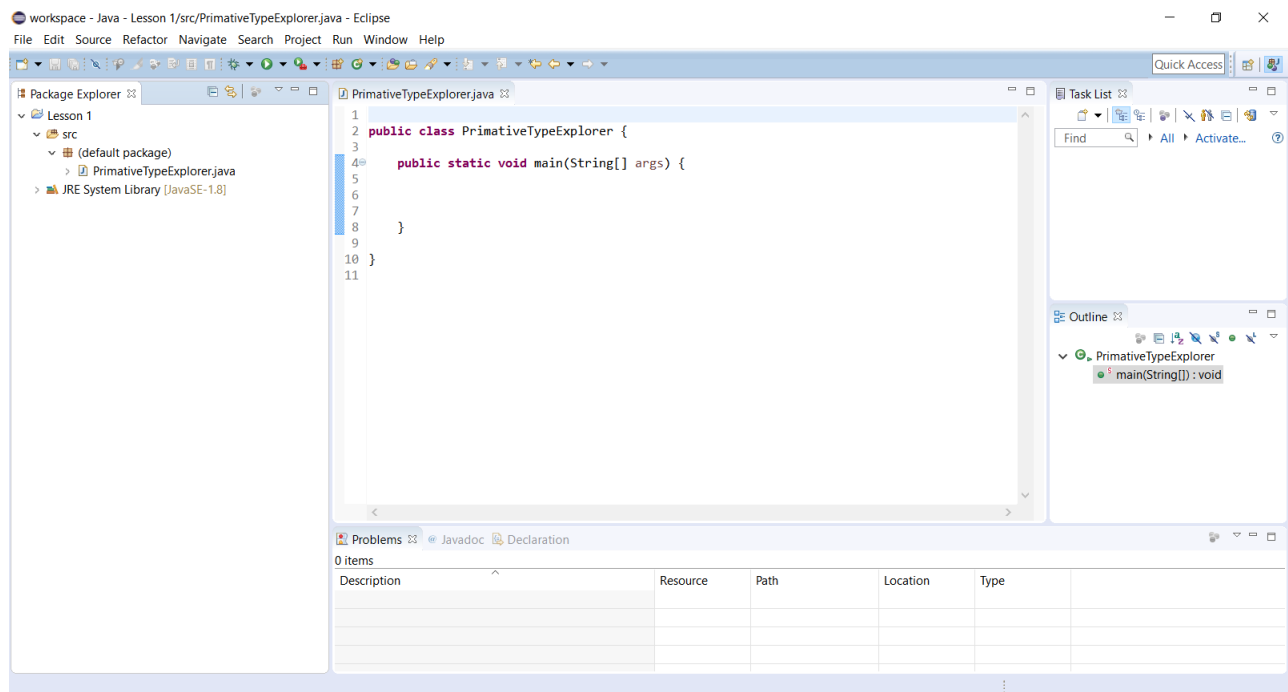 workspace - Java - Lesson 1/src/PrimativeTypeExplorer.java - Eclipse
File Edit Source Refactor Navigate Search Project Run Window Help
Quick Access
Package Explorer
Lesson 1
src
(default package)
PrimativeTypeExplorer.java
JRE System Library [JavaSE-1.8]
PrimativeTypeExplorer.java
1
2 public class PrimativeTypeExplorer {
3
4 public static void main(String[] args) {
5
6
7
8 }
9
10 }
11
Task List
Find All Activate...
Outline
PrimativeTypeExplorer
main(String[]) : void
Problems Javadoc Declaration
0 items
Description Resource Path Location Type